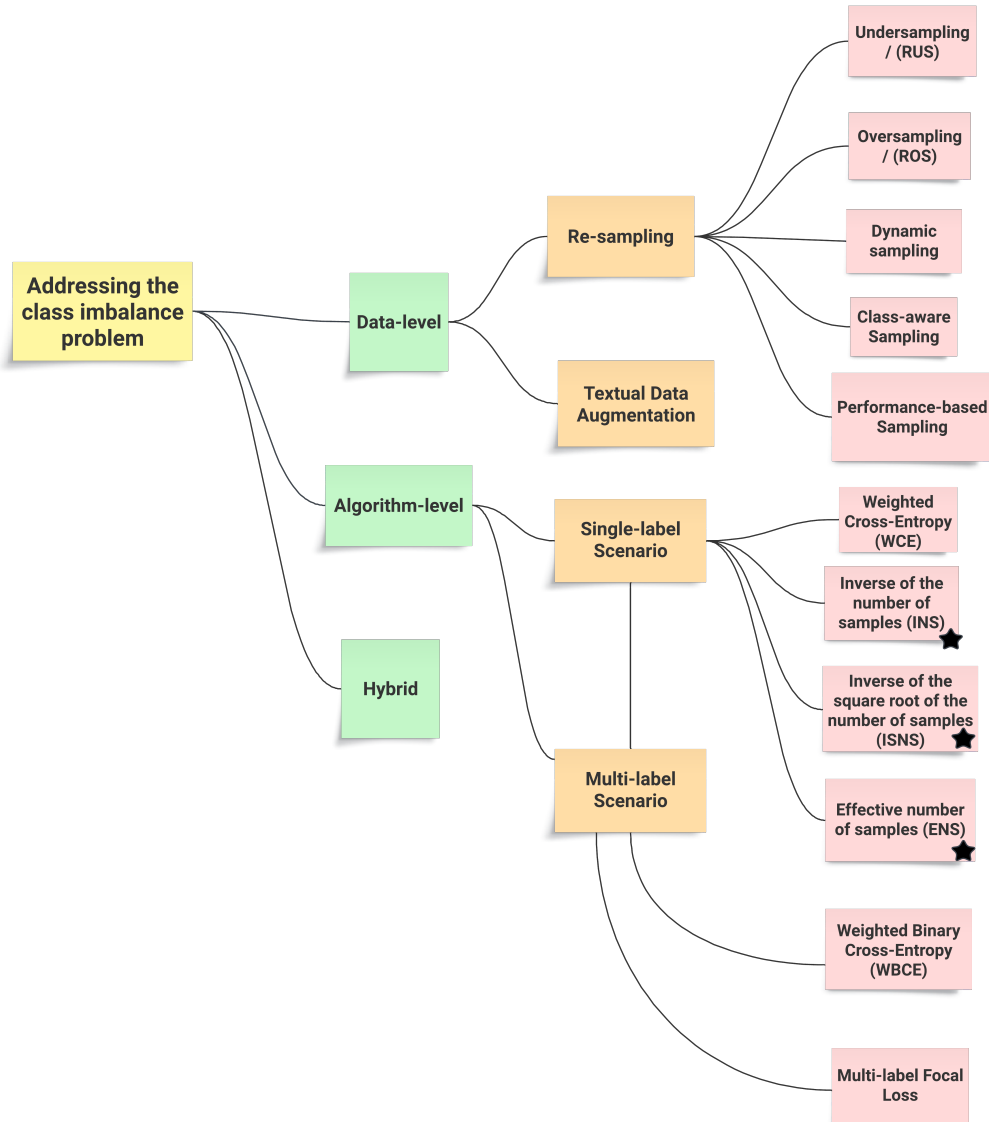 Addressing the
class imbalance
problem
Data-level
Algorithm-level
Hybrid
Re-sampling
Textual Data
Augmentation
Single-label
Scenario
Multi-label
Scenario
Undersampling
/ (RUS)
Oversampling
/ (ROS)
Dynamic
sampling
Class-aware
Sampling
Performance-based
Sampling
Weighted
Cross-Entropy
(WCE)
Inverse of the
number of
samples (INS)
Inverse of the
square root of the
number of samples
(ISNS)
Effective number
of samples (ENS)
Weighted Binary
Cross-Entropy
(WBCE)
Multi-label Focal
Loss